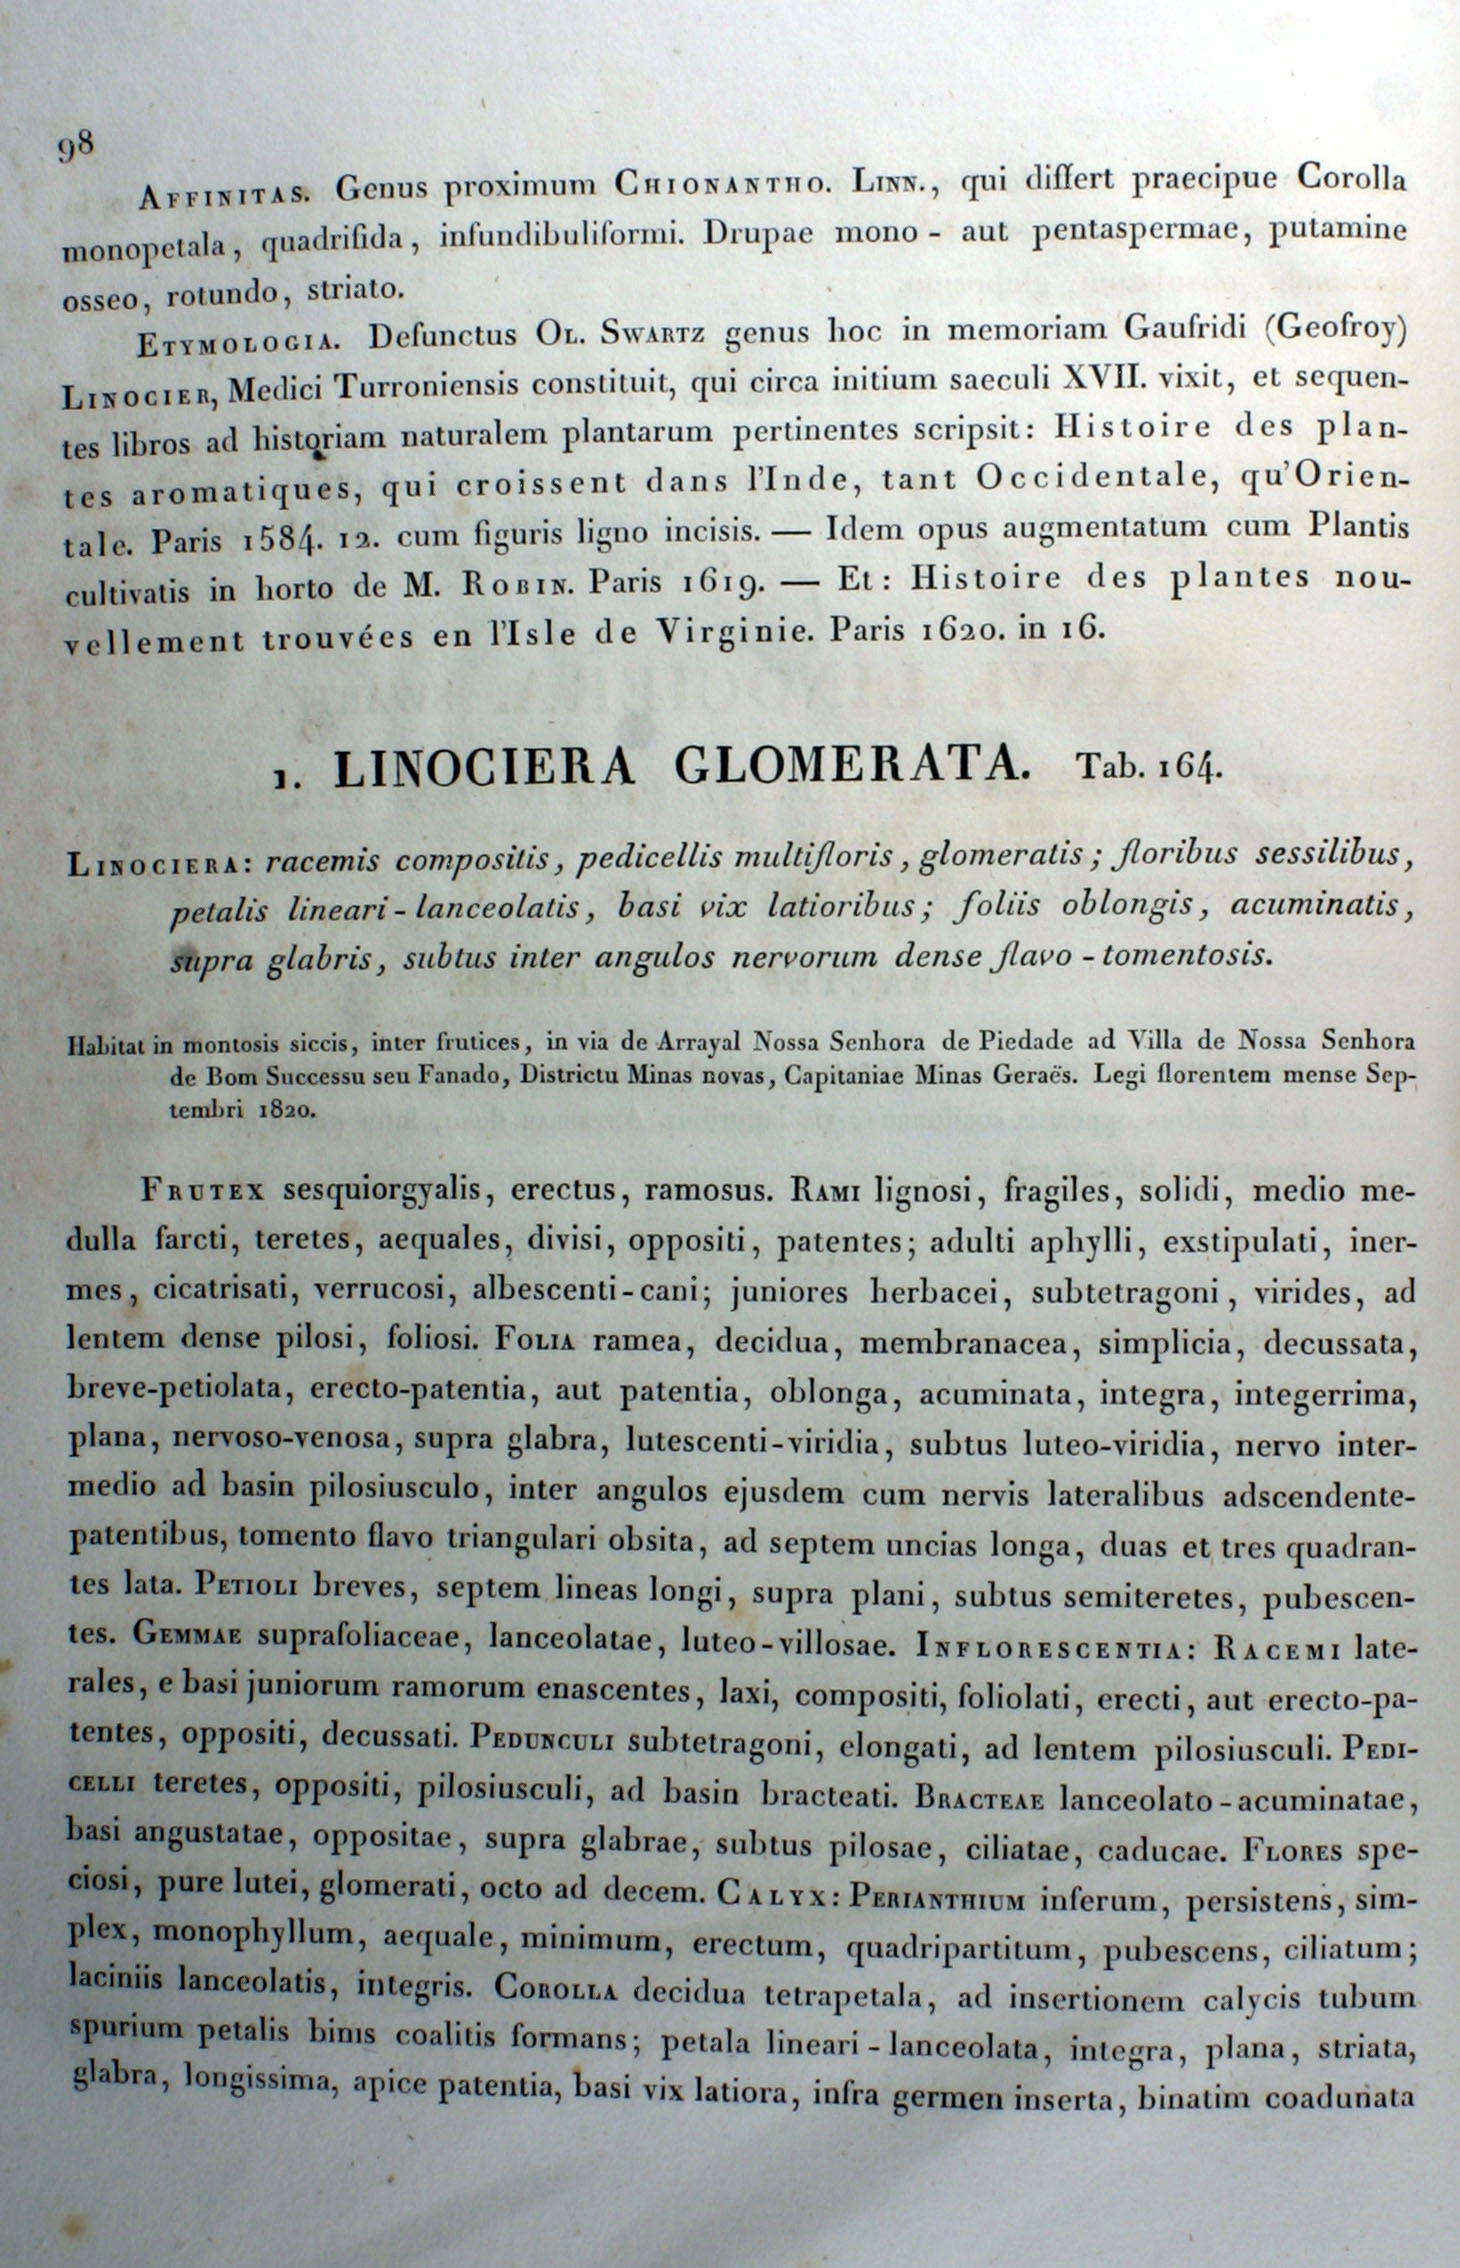 98
Affinitas. Genus proximum Chionantho. Linn., qui differt praecipue Corolla
monopetala, quadrifida, infundibuliformi. Drupae mono- aut pentaspermae, putamine
osseo, rotundo, striato.
Etymologia. Defunctus Ol. Swartz genus hoc in memoriam Gaufridi (Geofroy)
Linocier, Medici Turroniensis constituit, qui circa initium saeculi XVII. vixit, et sequen-
tes libros ad historiam naturalem plantarum pertinentes scripsit: Histoire des plan-
tes aromatiques, qui croissent dans l'Inde, tant Occidentale, qu'Orien-
tale. Paris 1584. 12. cum figuris ligno incisis. — Idem opus augmentatum cum Plantis
cultivatis in horto de M. Robin. Paris 1619. — Et: Histoire des plantes nou-
vellement trouvées en l'Isle de Virginie. Paris 1620. in 16.
1. LINOCIERA GLOMERATA. Tab. 164.
Linociera: racemis compositis, pedicellis multifloris, glomeratis; floribus sessilibus,
petalis lineari-lanceolatis, basi vix latioribus; foliis oblongis, acuminatis,
supra glabris, subtus inter angulos nervorum dense flavo-tomentosis.
Habitat in montosis siccis, inter frutices, in via de Arrayal Nossa Senhora de Piedade ad Villa de Nossa Senhora
de Bom Successu seu Fanado, Districtu Minas novas, Capitaniae Minas Geraës. Legi florentem mense Sep-
tembri 1820.
Frutex sesquiorgyalis, erectus, ramosus. Rami lignosi, fragiles, solidi, medio me-
dulla farcti, teretes, aequales, divisi, oppositi, patentes; adulti aphylli, exstipulati, iner-
mes, cicatrisati, verrucosi, albescenti-cani; juniores herbacei, subtetragoni, virides, ad
lentem dense pilosi, foliosi. Folia ramea, decidua, membranacea, simplicia, decussata,
breve-petiolata, erecto-patentia, aut patentia, oblonga, acuminata, integra, integerrima,
plana, nervoso-venosa, supra glabra, lutescenti-viridia, subtus luteo-viridia, nervo inter-
medio ad basin pilosiusculo, inter angulos ejusdem cum nervis lateralibus adscendente-
patentibus, tomento flavo triangulari obsita, ad septem uncias longa, duas et tres quadran-
tes lata. Petioli breves, septem lineas longi, supra plani, subtus semiteretes, pubescen-
tes. Gemmae suprafoliaceae, lanceolatae, luteo-villosae. Inflorescentia: Racemi late-
rales, e basi juniorum ramorum enascentes, laxi, compositi, foliolati, erecti, aut erecto-pa-
tentes, oppositi, decussati. Pedunculi subtetragoni, elongati, ad lentem pilosiusculi. Pedi-
celli teretes, oppositi, pilosiusculi, ad basin bracteati. Bracteae lanceolato-acuminatae,
basi angustatae, oppositae, supra glabrae, subtus pilosae, ciliatae, caducae. Flores spe-
ciosi, pure lutei, glomerati, octo ad decem. Calyx: Perianthium inferum, persistens, sim-
plex, monophyllum, aequale, minimum, erectum, quadripartitum, pubescens, ciliatum;
laciniis lanceolatis, integris. Corolla decidua tetrapetala, ad insertionem calycis tubum
spurium petalis binis coalitis formans; petala lineari-lanceolata, integra, plana, striata,
glabra, longissima, apice patentia, basi vix latiora, infra germen inserta, binatim coadunata